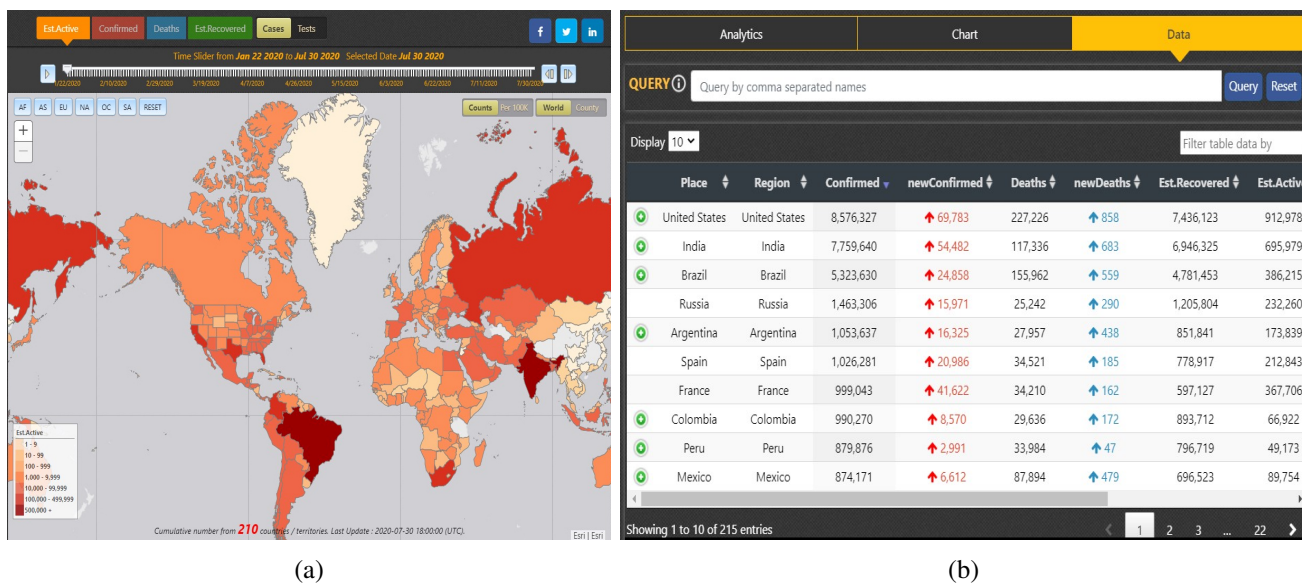 Est.Active Confirmed Deaths Est.Recovered Cases Tests
f in
Time Slider from Jan 22 2020 to Jul 30 2020 Selected Date Jul 30 2020
1/22/2020 2/10/2020 2/29/2020 3/19/2020 4/7/2020 4/26/2020 5/15/2020 6/3/2020 6/22/2020 7/11/2020 7/30/2020
AF AS EU NA OC SA RESET Counts Per 100K World County
+
−
Est.Active
1 - 9
10 - 99
100 - 999
1,000 - 9,999
10,000 - 99,999
100,000 - 499,999
500,000 +
Cumulative number from 210 countries / territories. Last Update : 2020-07-30 18:00:00 (UTC).
Esri | Esri
(a)
Analytics Chart Data
QUERY Query by comma separated names Query Reset
Display 10 Filter table data by
Place Region Confirmed newConfirmed Deaths newDeaths Est.Recovered Est.Active
United States United States 8,576,327 69,783 227,226 858 7,436,123 912,978
India India 7,759,640 54,482 117,336 683 6,946,325 695,979
Brazil Brazil 5,323,630 24,858 155,962 559 4,781,453 386,215
Russia Russia 1,463,306 15,971 25,242 290 1,205,804 232,260
Argentina Argentina 1,053,637 16,325 27,957 438 851,841 173,839
Spain Spain 1,026,281 20,986 34,521 185 778,917 212,843
France France 999,043 41,622 34,210 162 597,127 367,706
Colombia Colombia 990,270 8,570 29,636 172 893,712 66,922
Peru Peru 879,876 2,991 33,984 47 796,719 49,173
Mexico Mexico 874,171 6,612 87,894 479 696,523 89,754
Showing 1 to 10 of 215 entries 1 2 3 ... 22
(b)